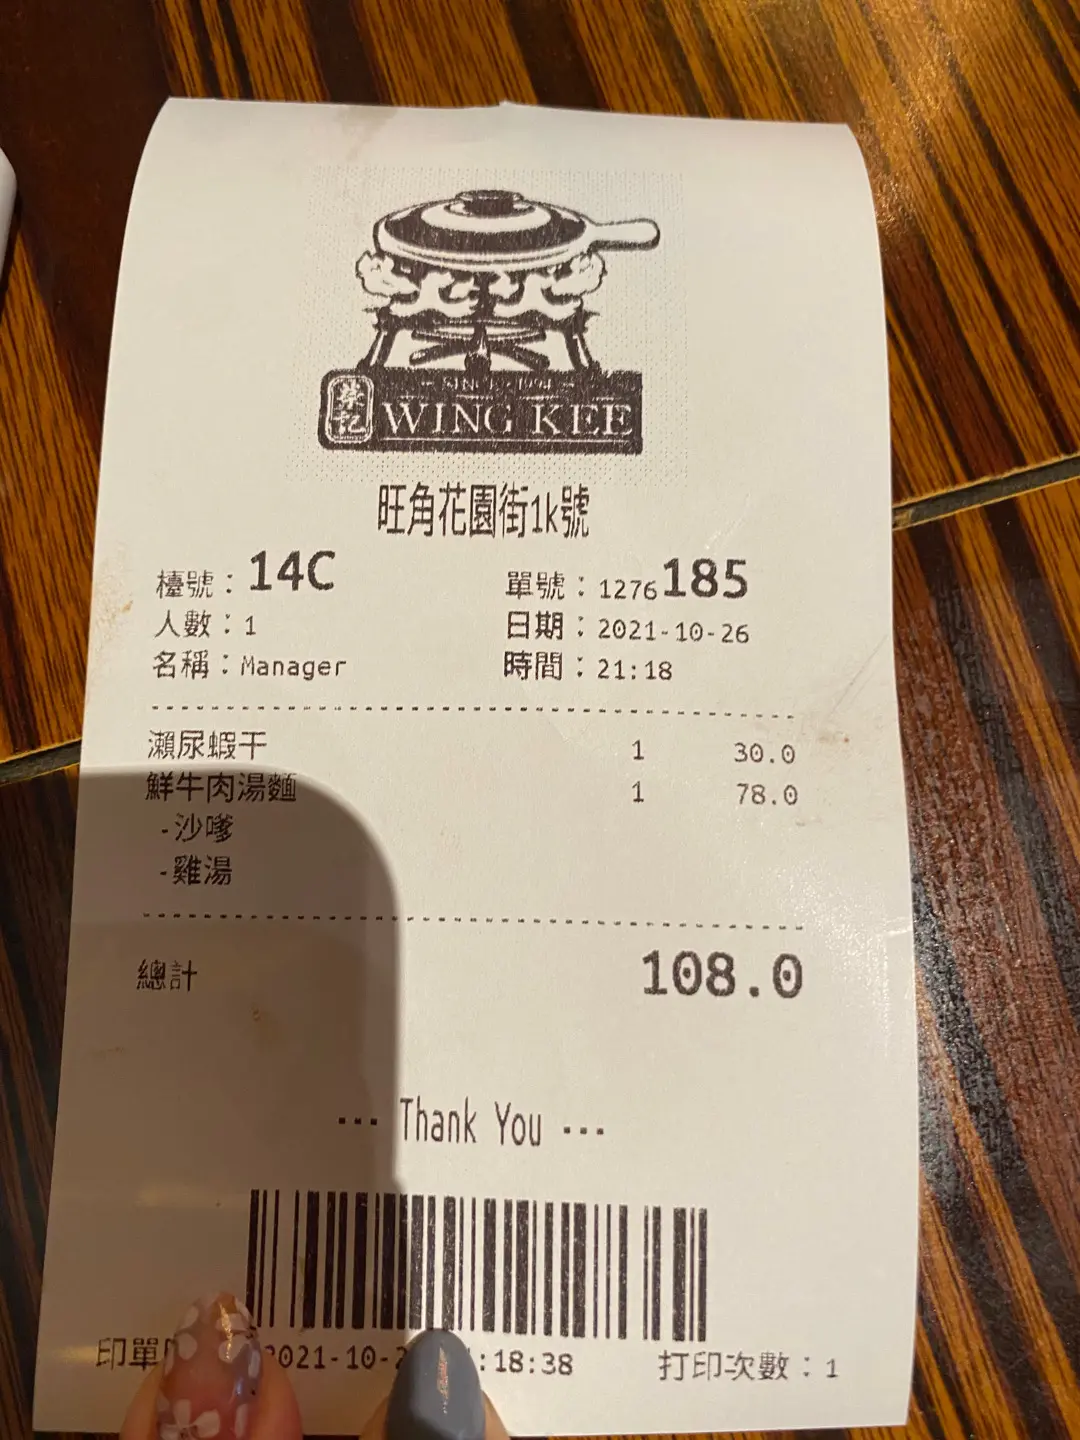 SINCE 1994
榮記 WING KEE
旺角花園街1k號
檯號：14C 單號：1276185
人數：1 日期：2021-10-26
名稱：Manager 時間：21:18
瀨尿蝦干 1 30.0
鮮牛肉湯麵 1 78.0
-沙嗲
-雞湯
總計 108.0
--- Thank You ---
印單 2021-10-2 :18:38 打印次數：1